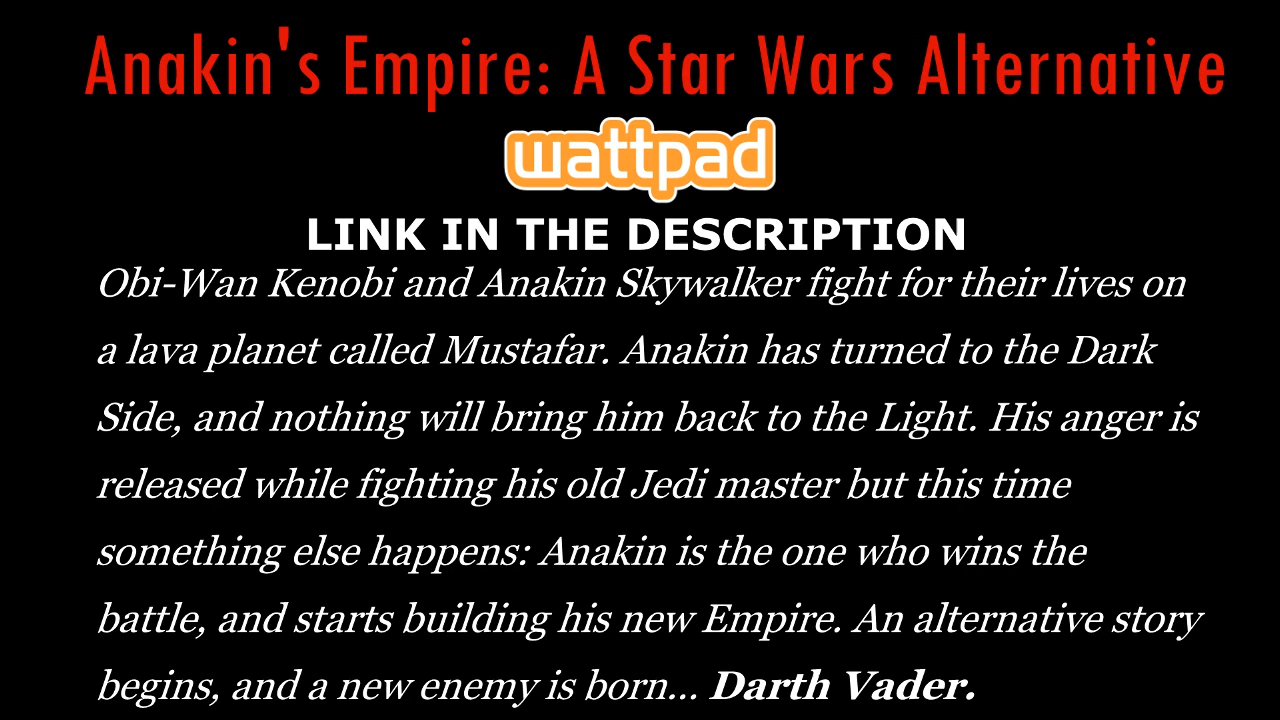 Anakin's Empire: A Star Wars Alternative
wattpad
LINK IN THE DESCRIPTION
Obi-Wan Kenobi and Anakin Skywalker fight for their lives on
a lava planet called Mustafar. Anakin has turned to the Dark
Side, and nothing will bring him back to the Light. His anger is
released while fighting his old Jedi master but this time
something else happens: Anakin is the one who wins the
battle, and starts building his new Empire. An alternative story
begins, and a new enemy is born... Darth Vader.